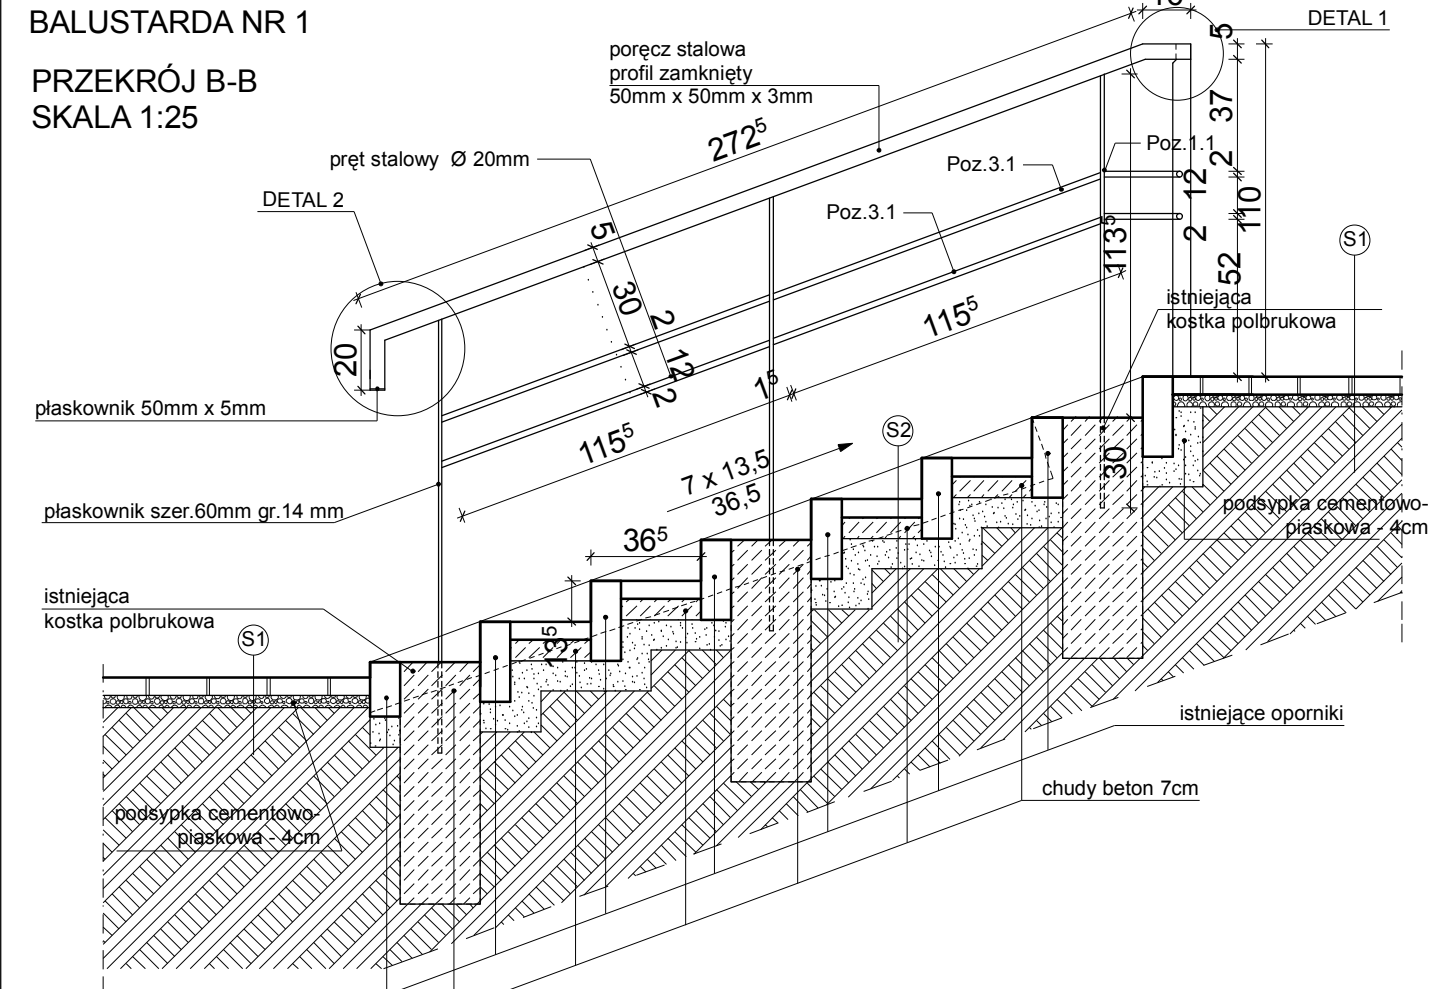 BALUSTARDA NR 1
PRZEKRÓJ B-B
SKALA 1:25
DETAL 1
poręcz stalowa
profil zamknięty
50mm x 50mm x 3mm
272⁵
5
37
2
12
110
2
52
113⁵
pręt stalowy Ø 20mm
Poz.1.1
Poz.3.1
Poz.3.1
DETAL 2
5
30
2
12
2
20
S1
istniejąca
kostka polbrukowa
115⁵
1⁵
115⁵
płaskownik 50mm x 5mm
S2
7 x 13,5
36,5
30
płaskownik szer.60mm gr.14 mm
podsypka cementowo-
piaskowa - 4cm
36⁵
13⁵
istniejąca
kostka polbrukowa
S1
istniejące oporniki
chudy beton 7cm
podsypka cementowo-
piaskowa - 4cm